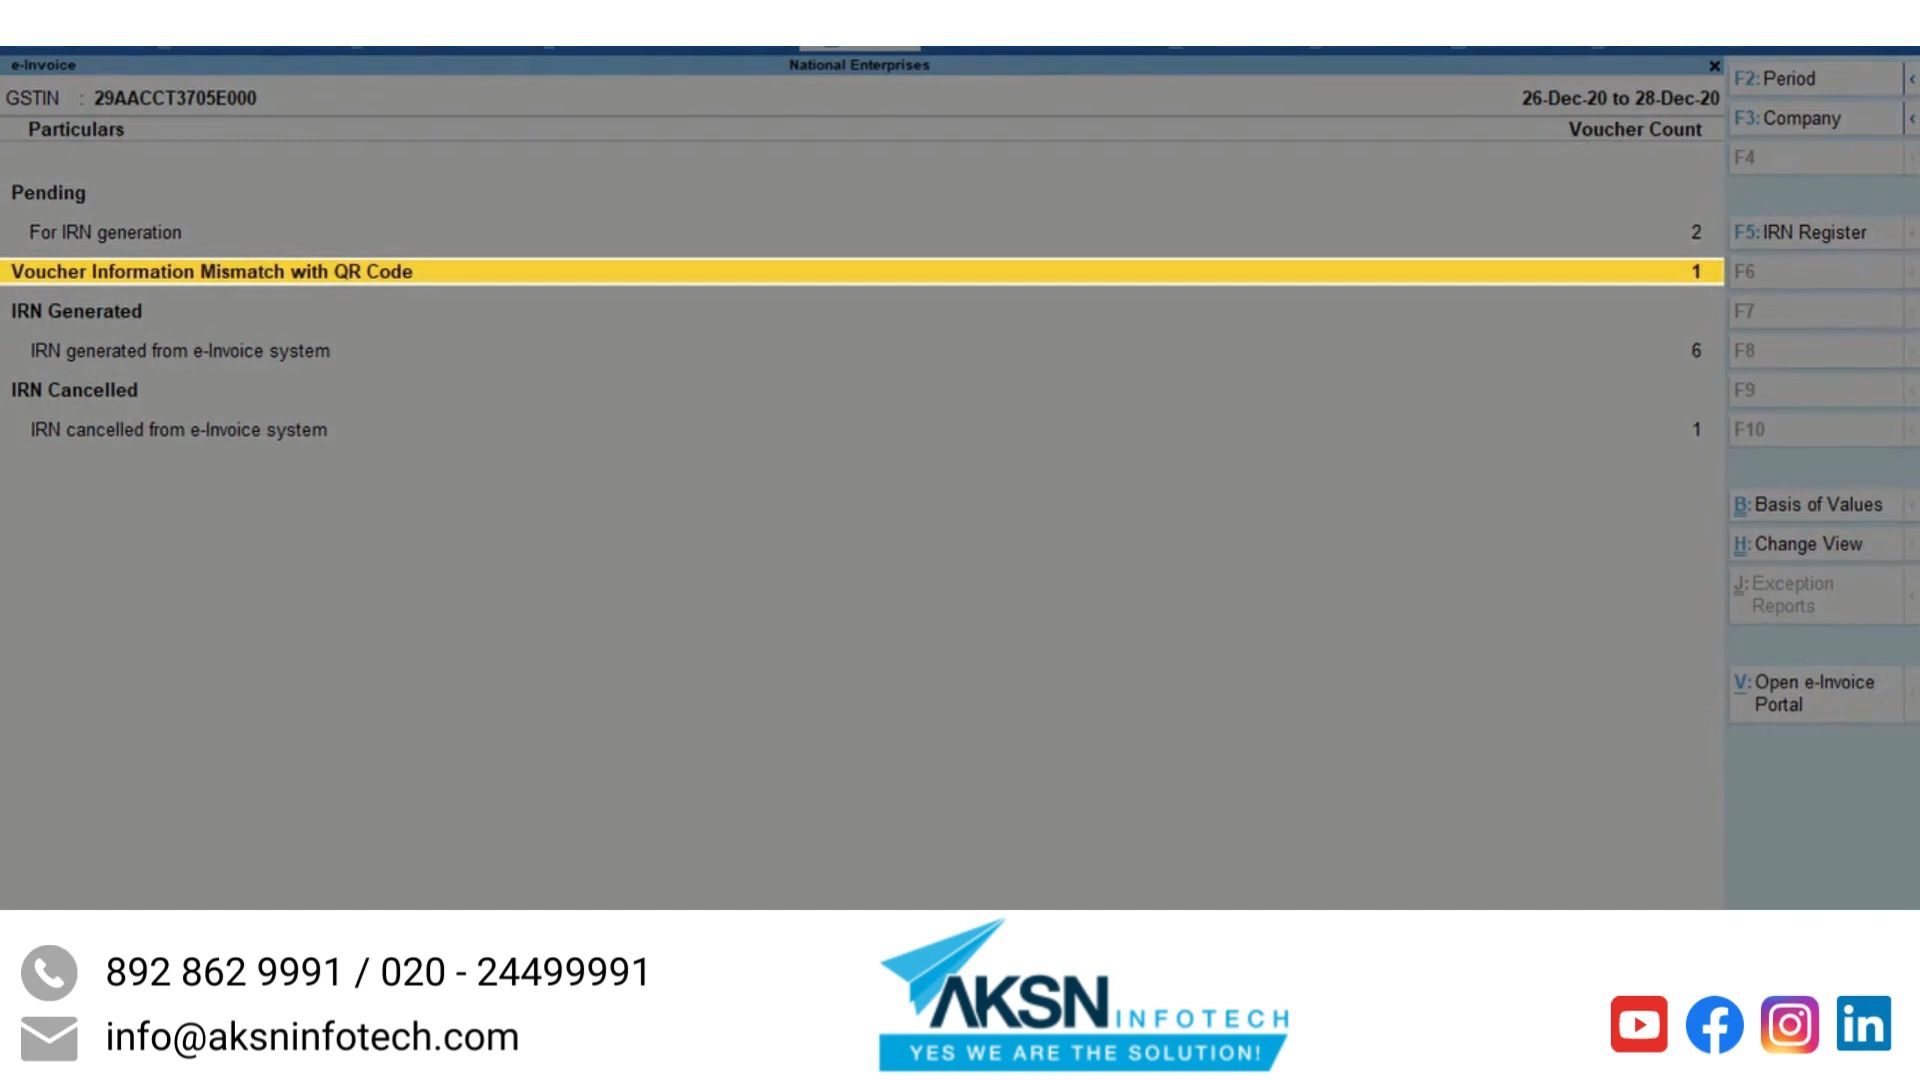 e-Invoice National Enterprises ×
GSTIN : 29AACCT3705E000 26-Dec-20 to 28-Dec-20
Particulars Voucher Count
Pending
For IRN generation 2
Voucher Information Mismatch with QR Code 1
IRN Generated
IRN generated from e-Invoice system 6
IRN Cancelled
IRN cancelled from e-Invoice system 1
F2: Period
F3: Company
F4
F5: IRN Register
F6
F7
F8
F9
F10
B: Basis of Values
H: Change View
J: Exception
Reports
V: Open e-Invoice
Portal
892 862 9991 / 020 - 24499991
info@aksninfotech.com
AKSN INFOTECH
YES WE ARE THE SOLUTION!
in